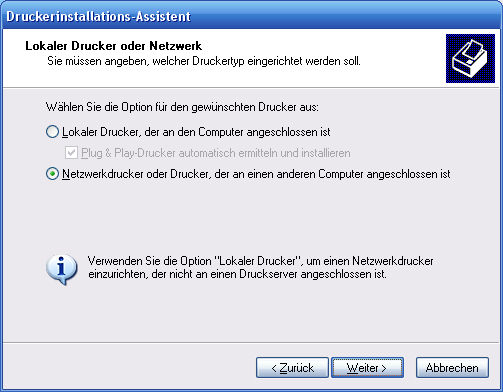 Druckerinstallations-Assistent
Lokaler Drucker oder Netzwerk
Sie müssen angeben, welcher Druckertyp eingerichtet werden soll.
Wählen Sie die Option für den gewünschten Drucker aus:
Lokaler Drucker, der an den Computer angeschlossen ist
Plug & Play-Drucker automatisch ermitteln und installieren
Netzwerkdrucker oder Drucker, der an einen anderen Computer angeschlossen ist
Verwenden Sie die Option "Lokaler Drucker", um einen Netzwerkdrucker
einzurichten, der nicht an einen Druckserver angeschlossen ist.
< Zurück Weiter > Abbrechen